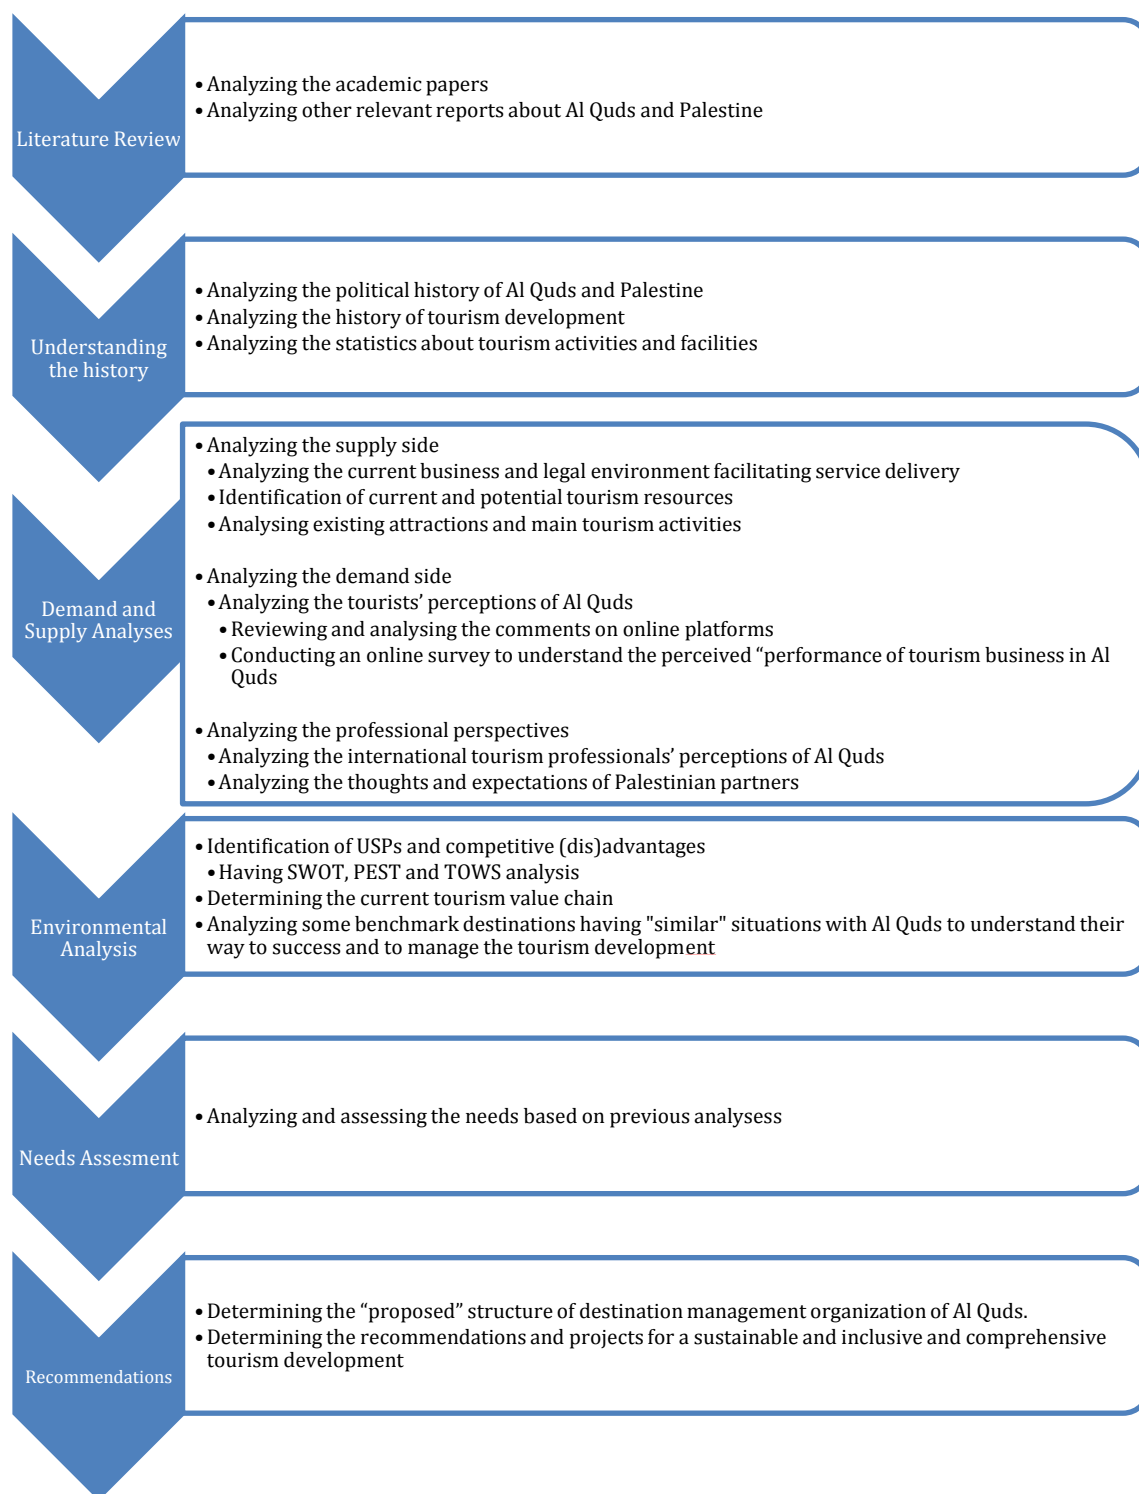 Literature Review
•Analyzing the academic papers
•Analyzing other relevant reports about Al Quds and Palestine
Understanding
the history
•Analyzing the political history of Al Quds and Palestine
•Analyzing the history of tourism development
•Analyzing the statistics about tourism activities and facilities
Demand and
Supply Analyses
•Analyzing the supply side
•Analyzing the current business and legal environment facilitating service delivery
•Identification of current and potential tourism resources
•Analysing existing attractions and main tourism activities
•Analyzing the demand side
•Analyzing the tourists’ perceptions of Al Quds
•Reviewing and analysing the comments on online platforms
•Conducting an online survey to understand the perceived “performance of tourism business in Al
Quds
•Analyzing the professional perspectives
•Analyzing the international tourism professionals’ perceptions of Al Quds
•Analyzing the thoughts and expectations of Palestinian partners
Environmental
Analysis
•Identification of USPs and competitive (dis)advantages
•Having SWOT, PEST and TOWS analysis
•Determining the current tourism value chain
•Analyzing some benchmark destinations having "similar" situations with Al Quds to understand their
way to success and to manage the tourism development
Needs Assesment
•Analyzing and assessing the needs based on previous analysess
Recommendations
•Determining the “proposed” structure of destination management organization of Al Quds.
•Determining the recommendations and projects for a sustainable and inclusive and comprehensive
tourism development